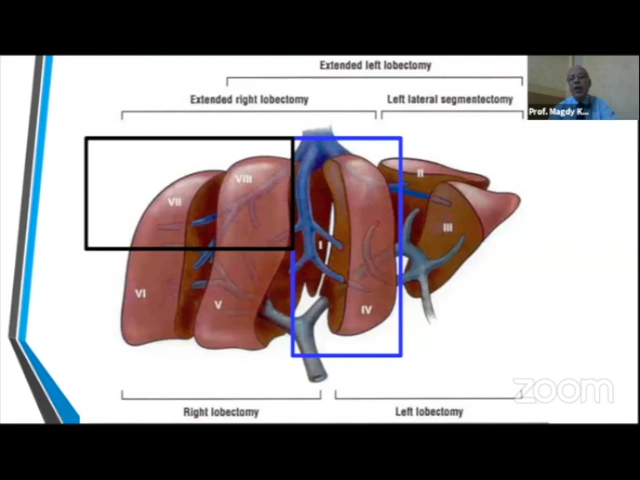 Extended left lobectomy
Extended right lobectomy
Left lateral segmentectomy
Prof. Magdy K...
II
VIII
VII
III
I
VI
V
IV
zoom
Right lobectomy
Left lobectomy